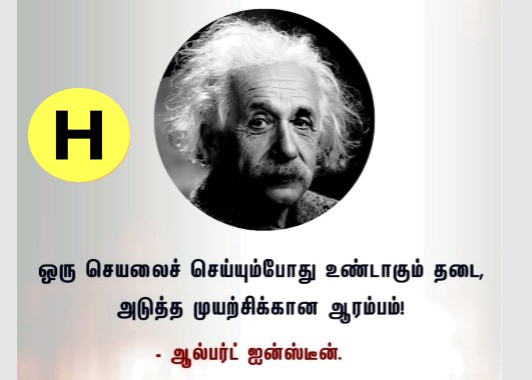 H
ஒரு செயலைச் செய்யும்போது உண்டாகும் தடை,
அடுத்த முயற்சிக்கான ஆரம்பம்!
- ஆல்பர்ட் ஐன்ஸ்டீன்.